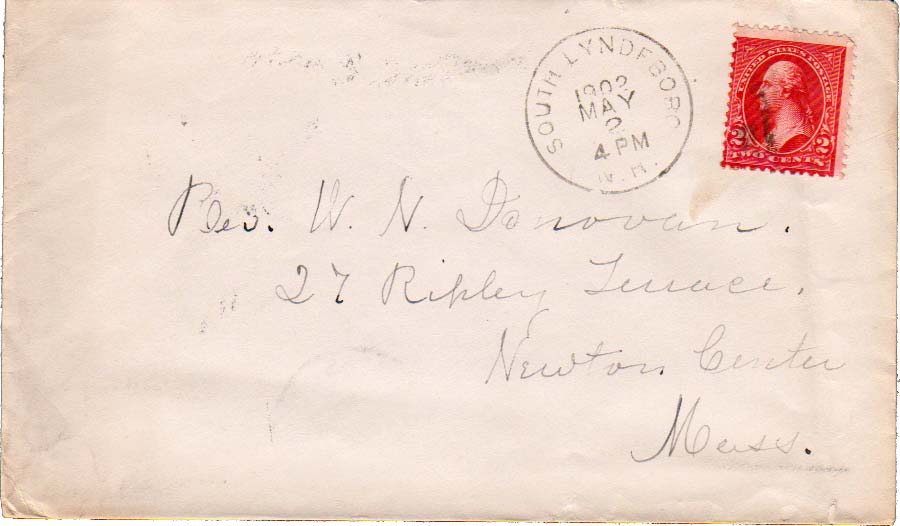 SOUTH LYNDEBORO
1902
MAY
2
4 PM
N.H.
UNITED STATES POSTAGE
2 2
TWO CENTS
Rev. W. N. Donovan.
27 Ripley Terrace.
Newton Center
Mass.